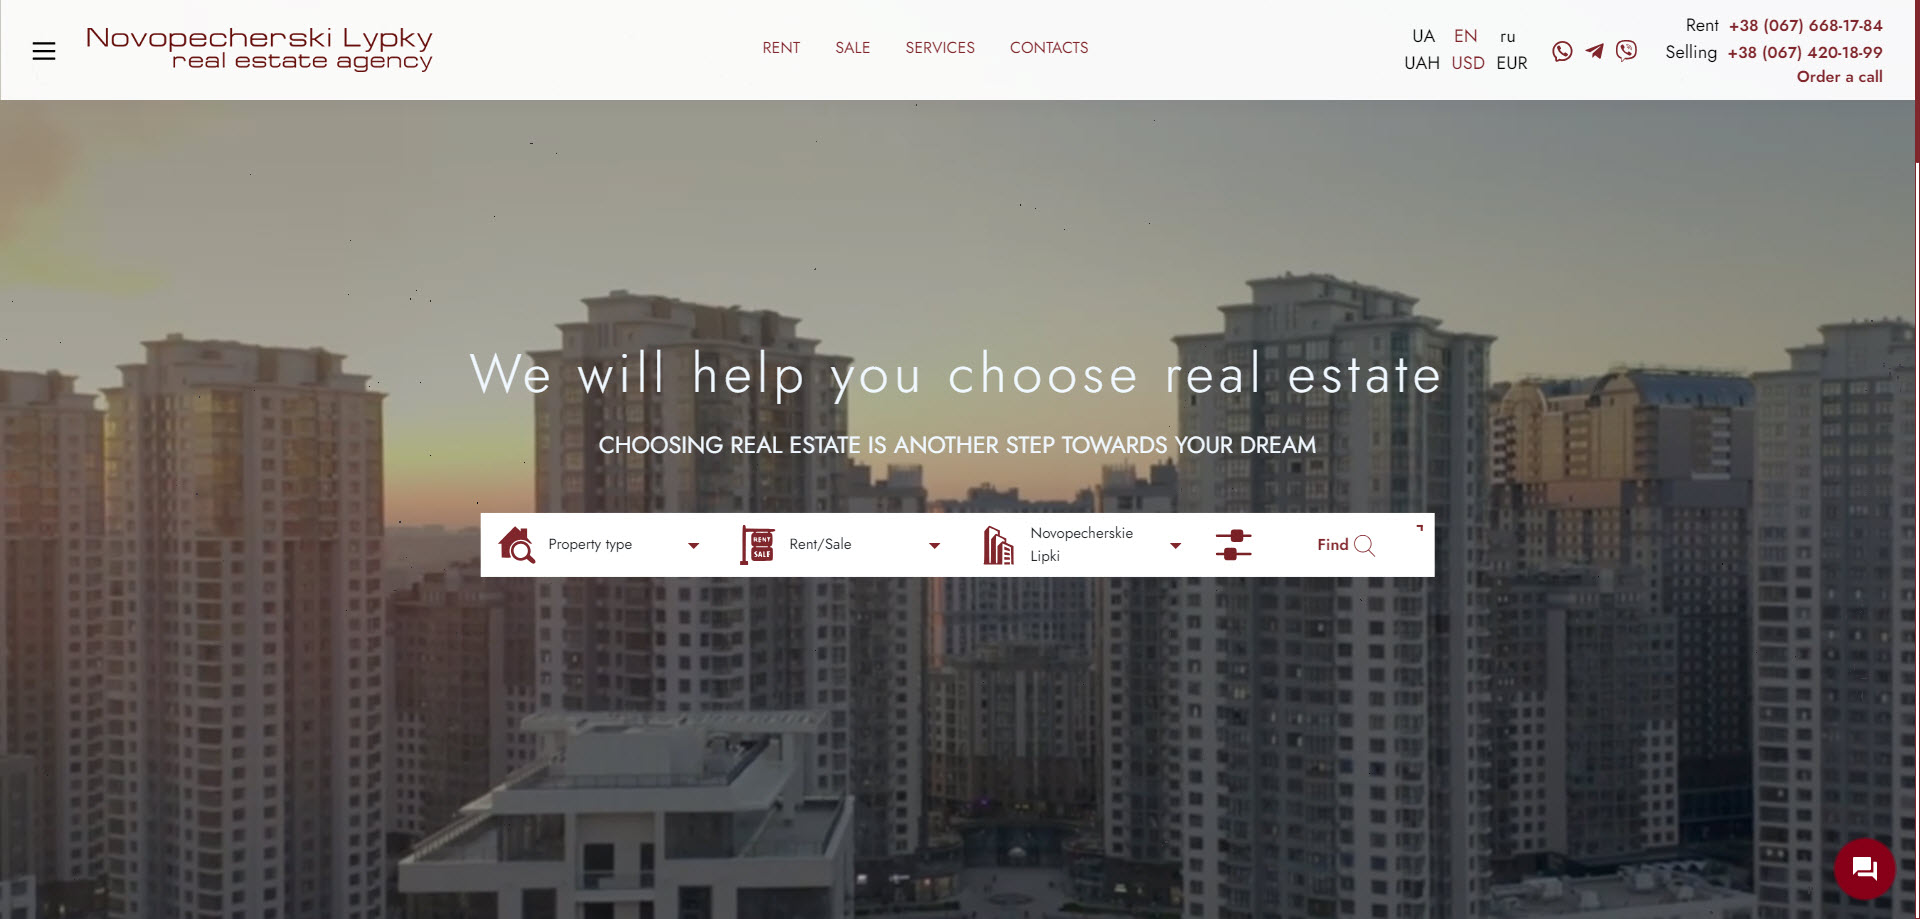 Novopecherski Lypky
real estate agency
RENT SALE SERVICES CONTACTS
UA EN ru
UAH USD EUR
Rent +38 (067) 668-17-84
Selling +38 (067) 420-18-99
Order a call
We will help you choose real estate
CHOOSING REAL ESTATE IS ANOTHER STEP TOWARDS YOUR DREAM
Property type
RENT
SALE
Rent/Sale
Novopecherskie
Lipki
Find